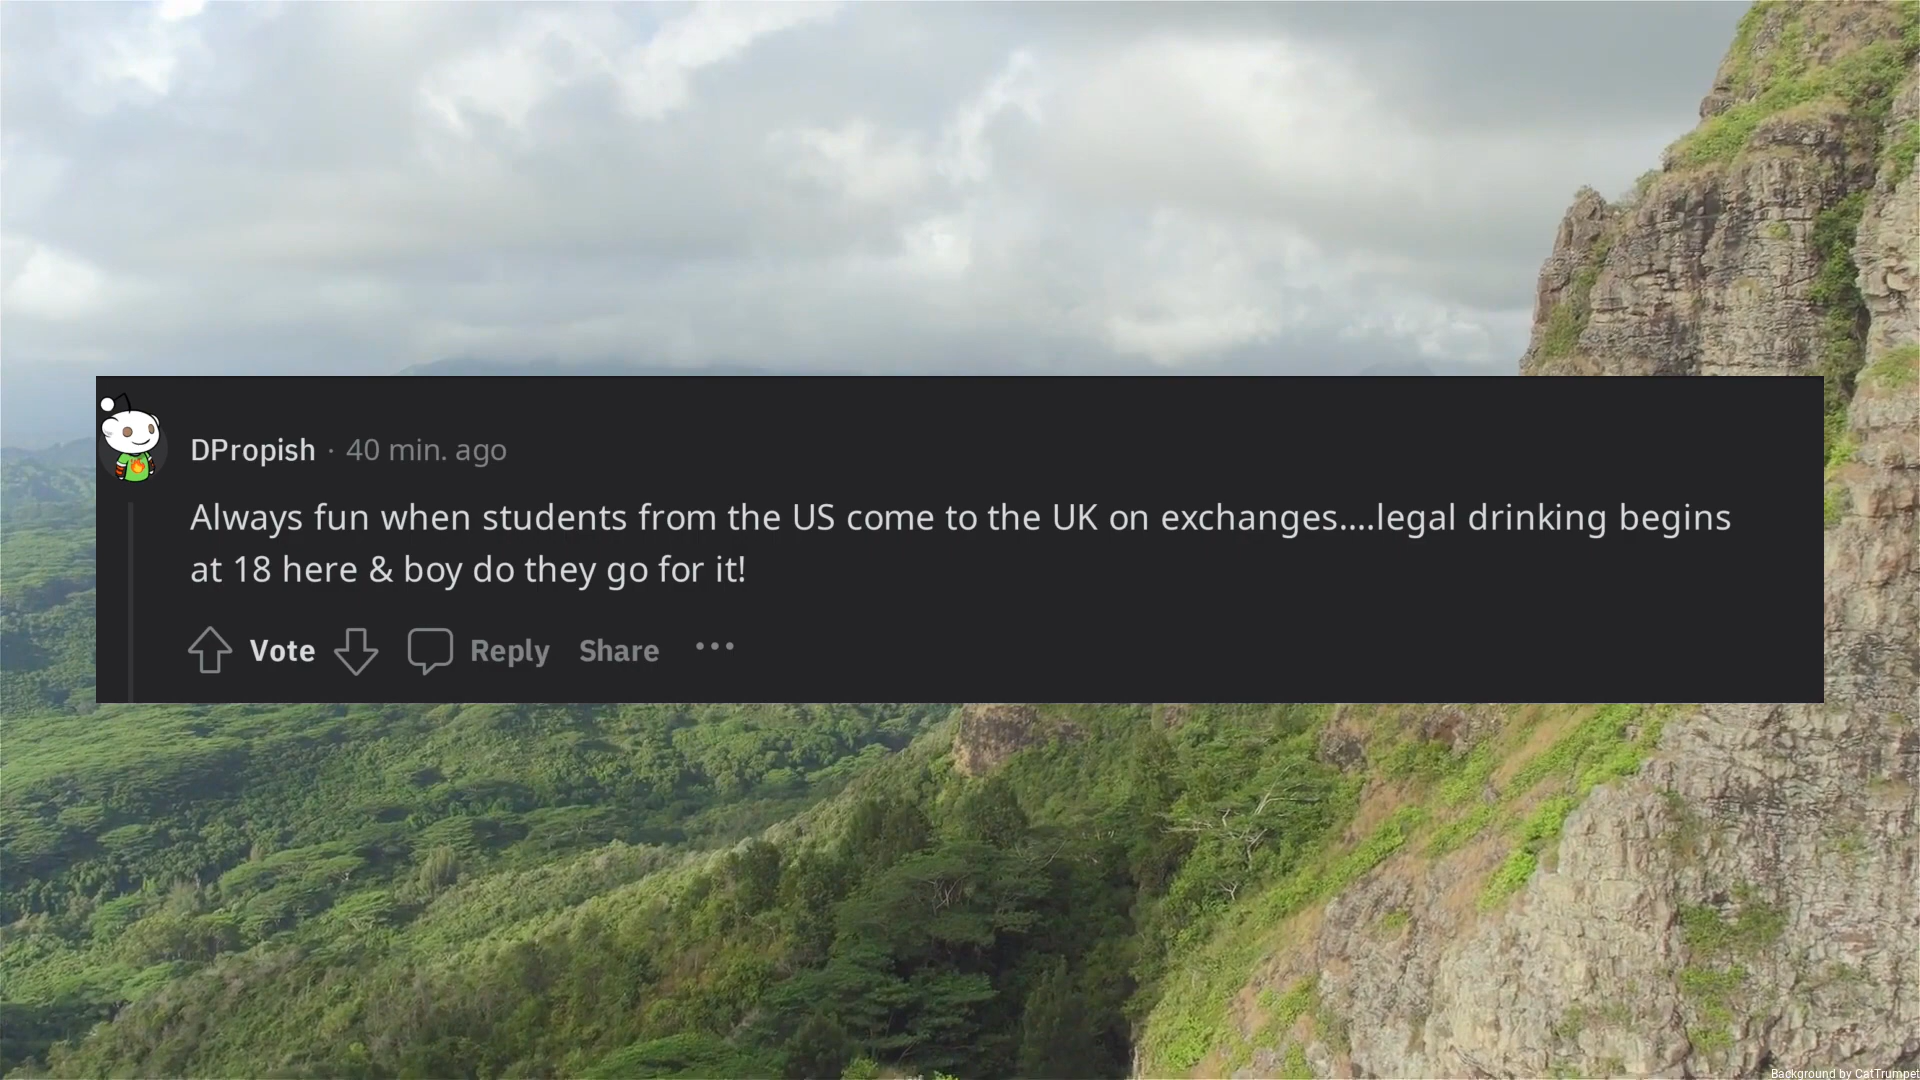 DPropish · 40 min. ago
Always fun when students from the US come to the UK on exchanges....legal drinking begins
at 18 here & boy do they go for it!
Vote Reply Share ...
Background by CatTrumpet